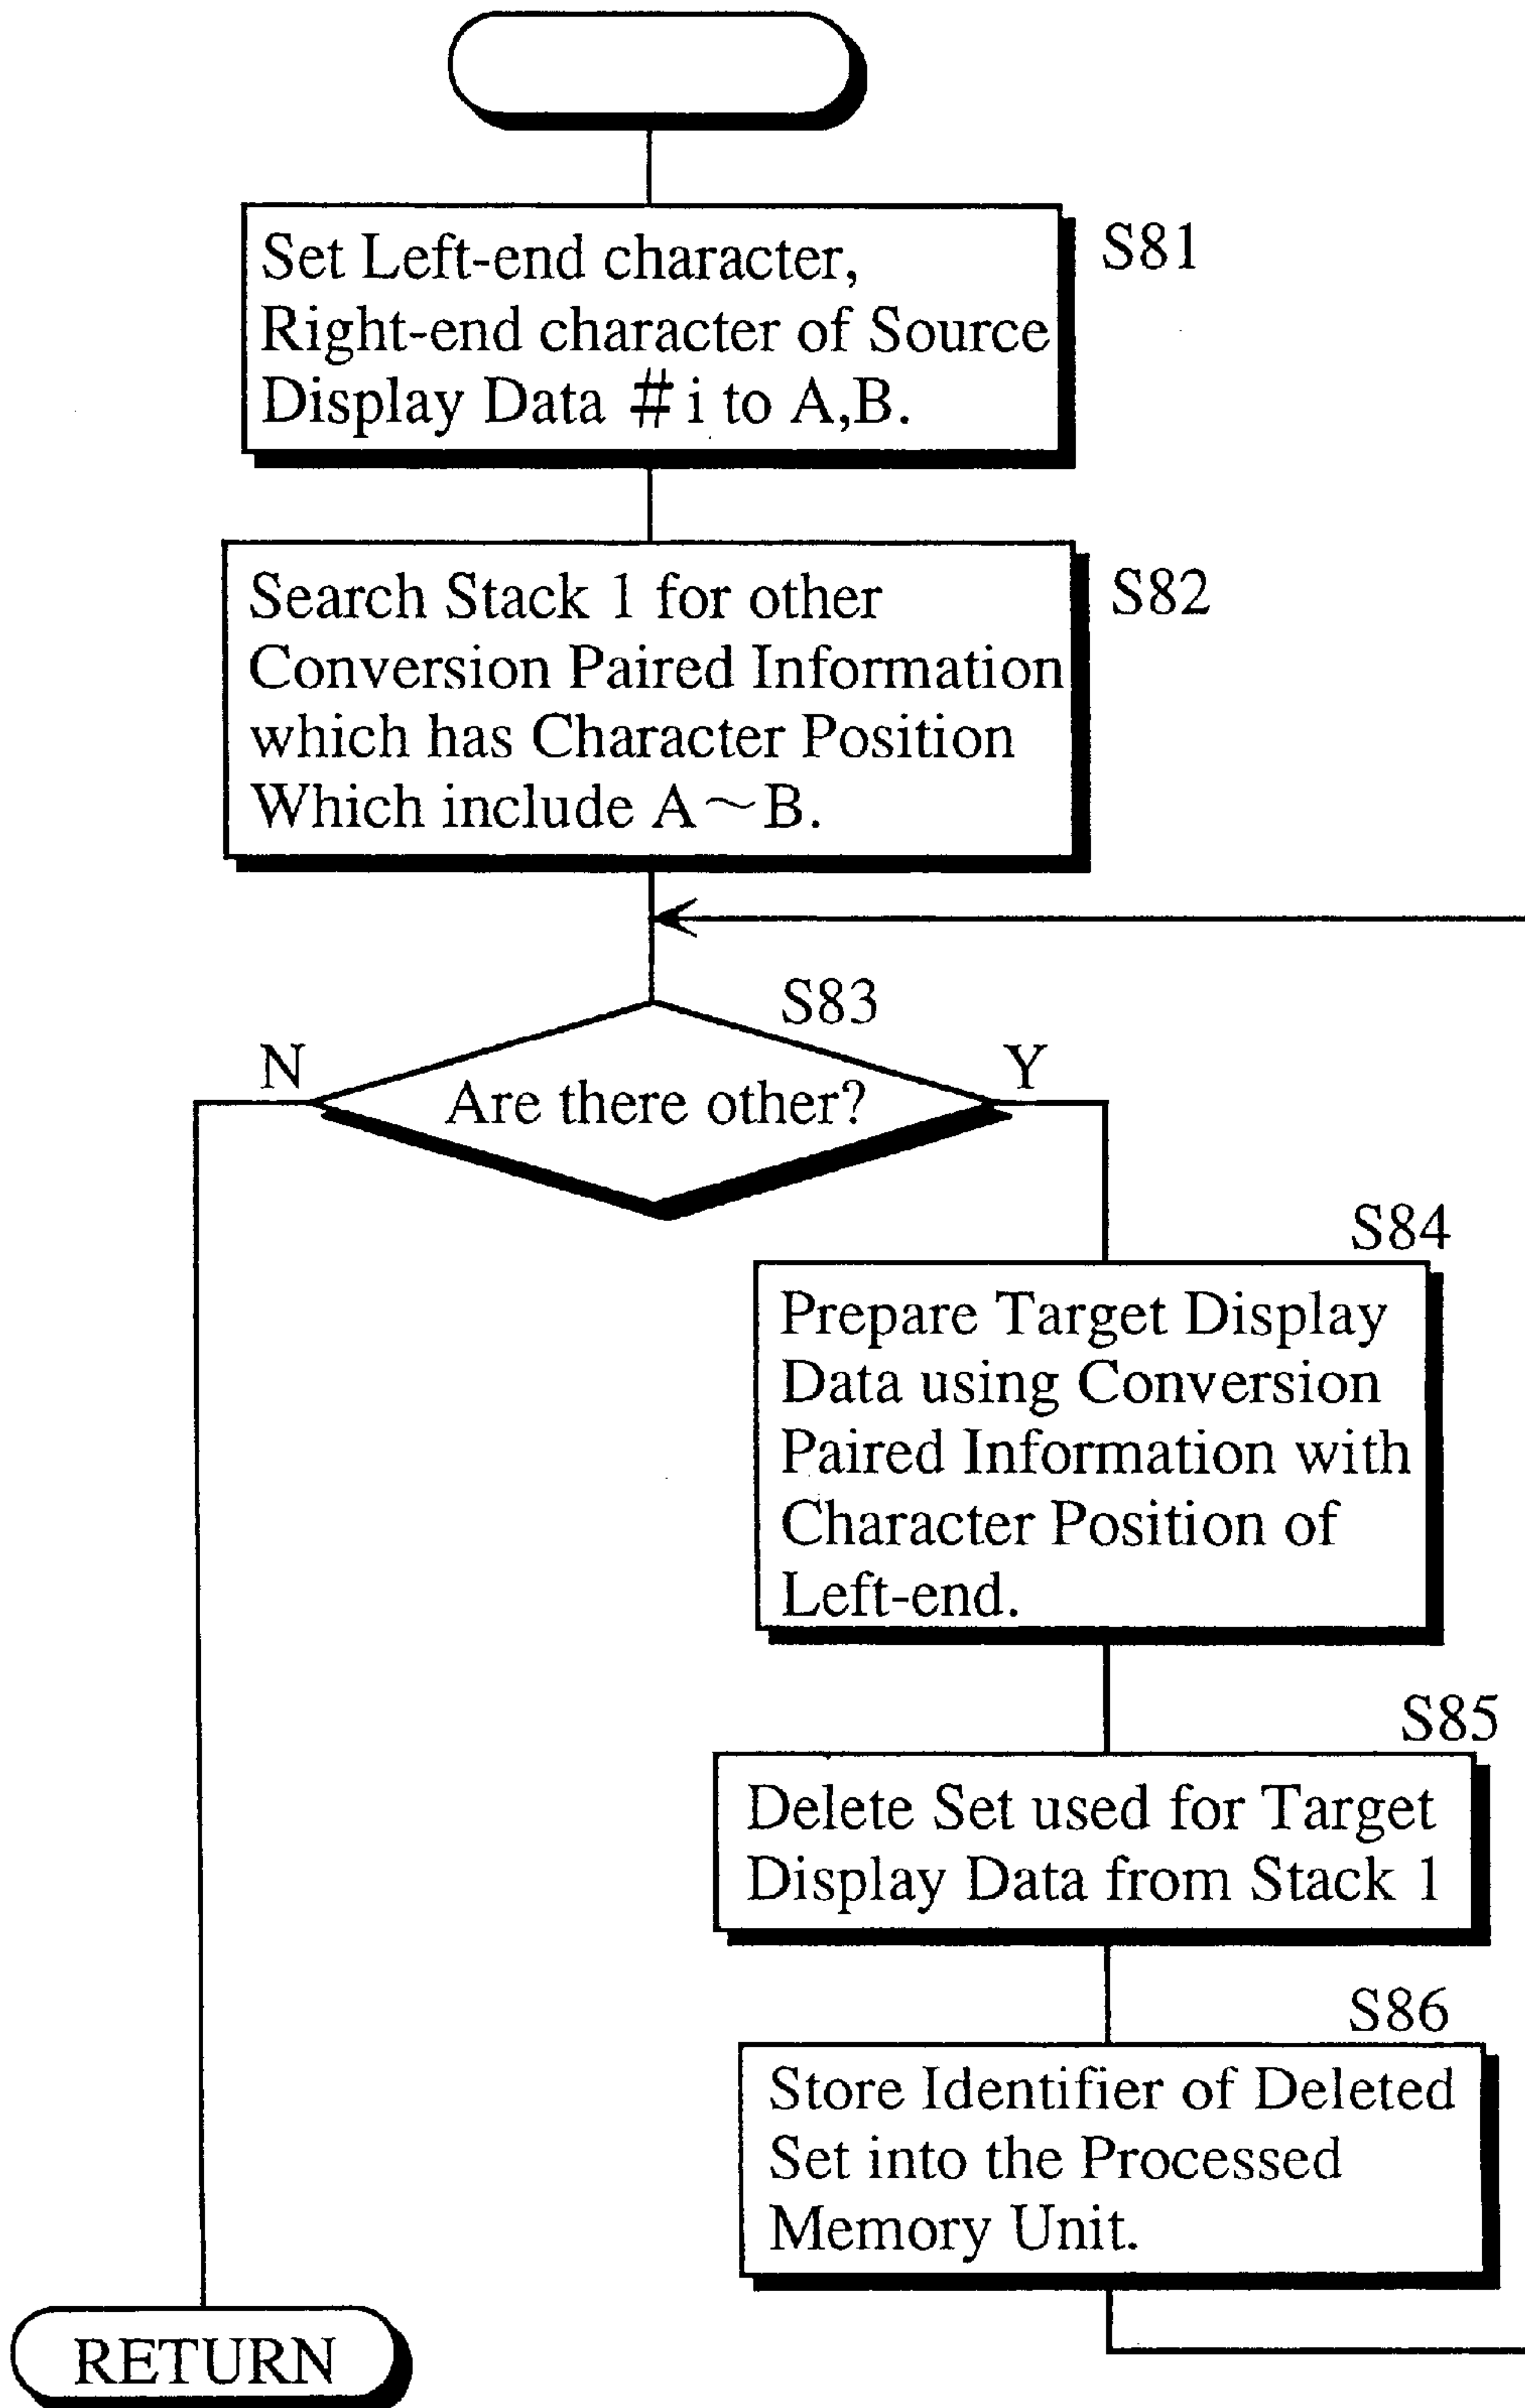 Set Left-end character,
Right-end character of Source
Display Data #i to A,B.
S81
Search Stack 1 for other
Conversion Paired Information
which has Character Position
Which include A~B.
S82
S83
N
Are there other?
Y
S84
Prepare Target Display
Data using Conversion
Paired Information with
Character Position of
Left-end.
S85
Delete Set used for Target
Display Data from Stack 1
S86
Store Identifier of Deleted
Set into the Processed
Memory Unit.
RETURN